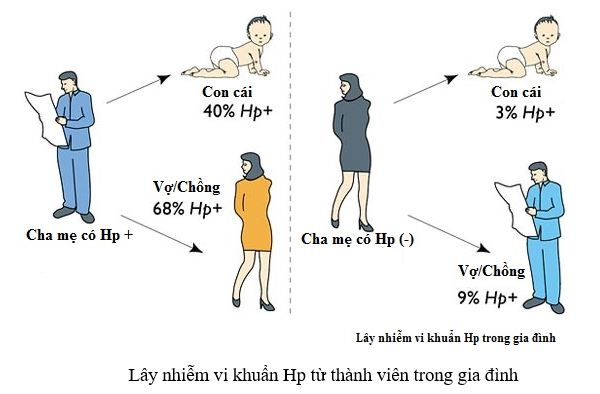 Con cái
40% Hp+
Vợ/Chồng
68% Hp+
Cha mẹ có Hp +
Con cái
3% Hp+
Cha mẹ có Hp (-)
Vợ/Chồng
9% Hp+
Lây nhiễm vi khuẩn Hp trong gia đình
Lây nhiễm vi khuẩn Hp từ thành viên trong gia đình